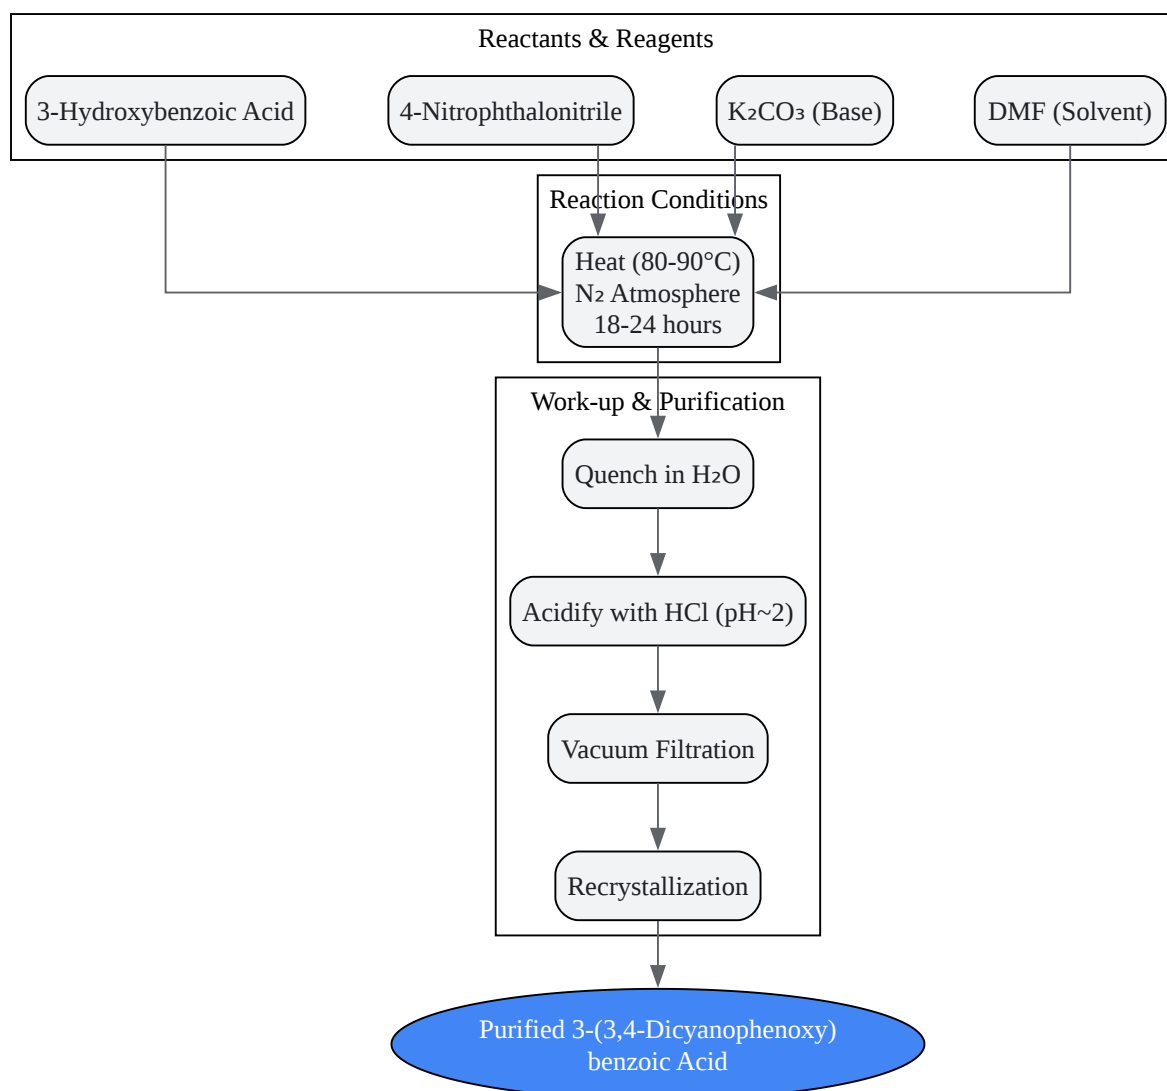 Reactants & Reagents
3-Hydroxybenzoic Acid
4-Nitrophthalonitrile
K₂CO₃ (Base)
DMF (Solvent)
Reaction Conditions
Heat (80-90°C)
N₂ Atmosphere
18-24 hours
Work-up & Purification
Quench in H₂O
Acidify with HCl (pH~2)
Vacuum Filtration
Recrystallization
Purified 3-(3,4-Dicyanophenoxy)
benzoic Acid